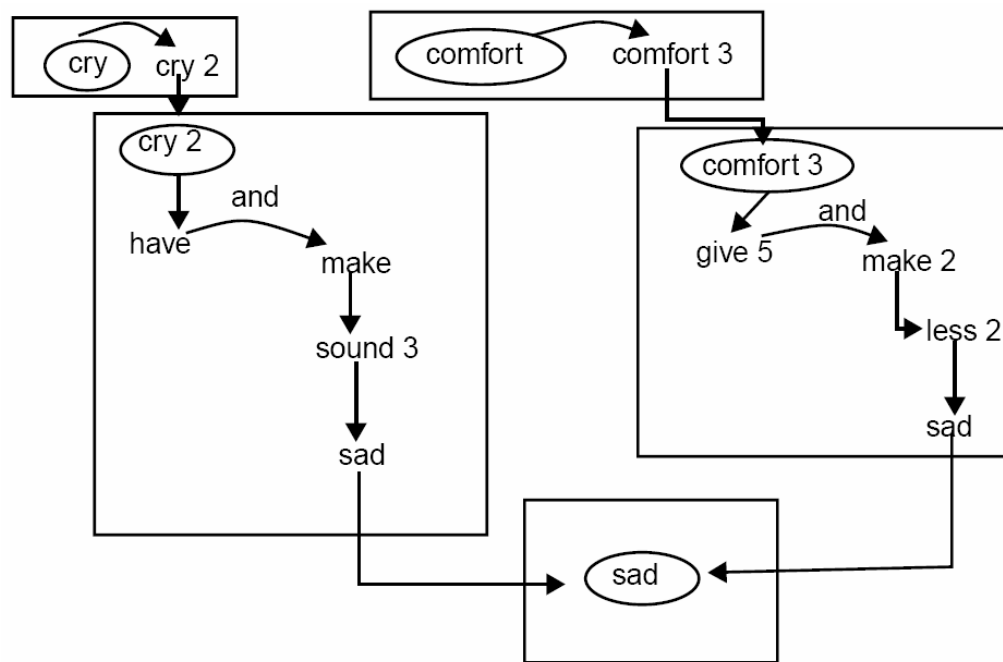 cry
cry 2
comfort
comfort 3
cry 2
and
have
make
sound 3
sad
comfort 3
and
give 5
make 2
less 2
sad
sad